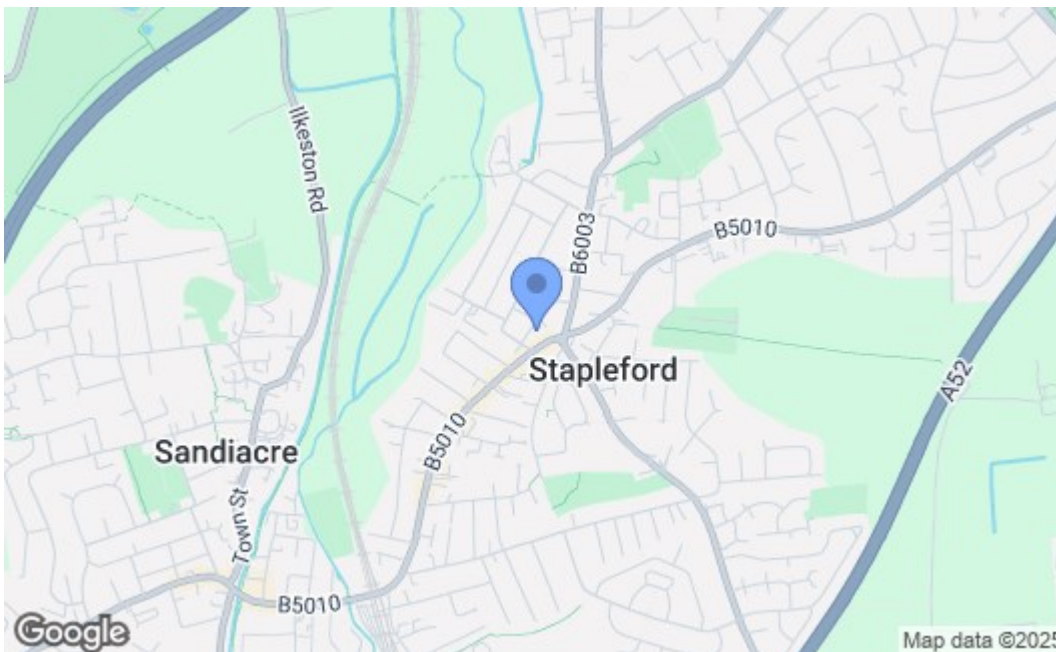 Ilkeston Rd
B6003
B5010
Stapleford
A52
B5010
Sandiacre
Town St
B5010
Google
Map data ©2025